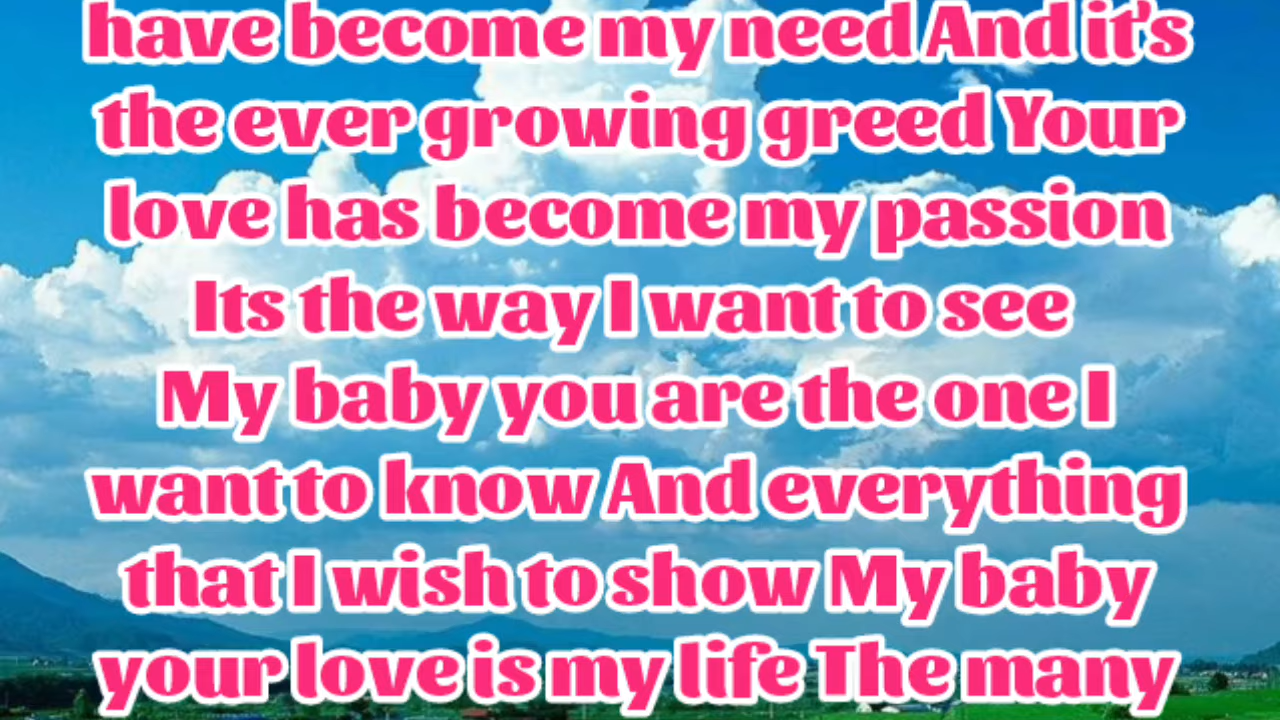 have become my need And it's
the ever growing greed Your
love has become my passion
Its the way I want to see
My baby you are the one I
want to know And everything
that I wish to show My baby
your love is my life The many